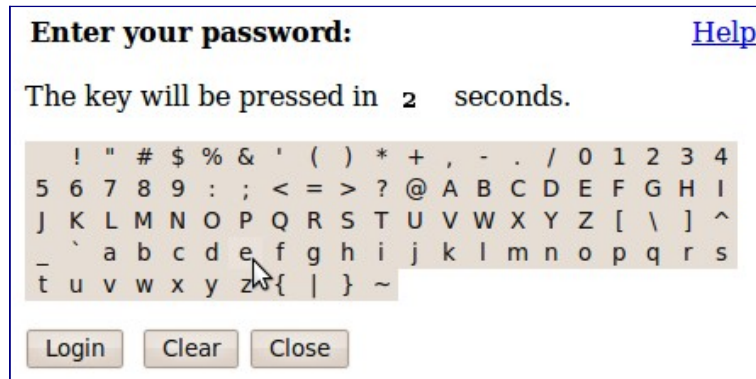 Enter your password: Help
The key will be pressed in 2 seconds.
! " # $ % & ' ( ) * + , - . / 0 1 2 3 4
5 6 7 8 9 : ; < = > ? @ A B C D E F G H I
J K L M N O P Q R S T U V W X Y Z [ \ ] ^
_ ` a b c d e f g h i j k l m n o p q r s
t u v w x y z { | } ~
Login Clear Close